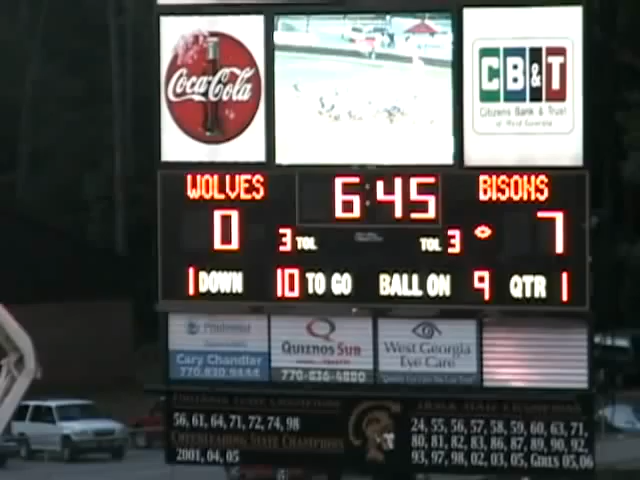 Coca-Cola
CB&T
Citizens Bank & Trust
of West Georgia
WOLVES
6:45
BISONS
0
3 TOL
TOL 3
7
1 DOWN
10 TO GO
BALL ON 9
QTR 1
Prudential
Cary Chandler
770.830.9444
Quiznos Sub
770-836-4880
West Georgia
Eye Care
56, 61, 64, 71, 72, 74, 98
Cheerleading State Champions
2001, 04, 05
24, 55, 56, 57, 58, 59, 60, 63, 71,
80, 81, 82, 83, 86, 87, 89, 90, 92,
93, 97, 98, 02, 03, 05, Girls 05,06